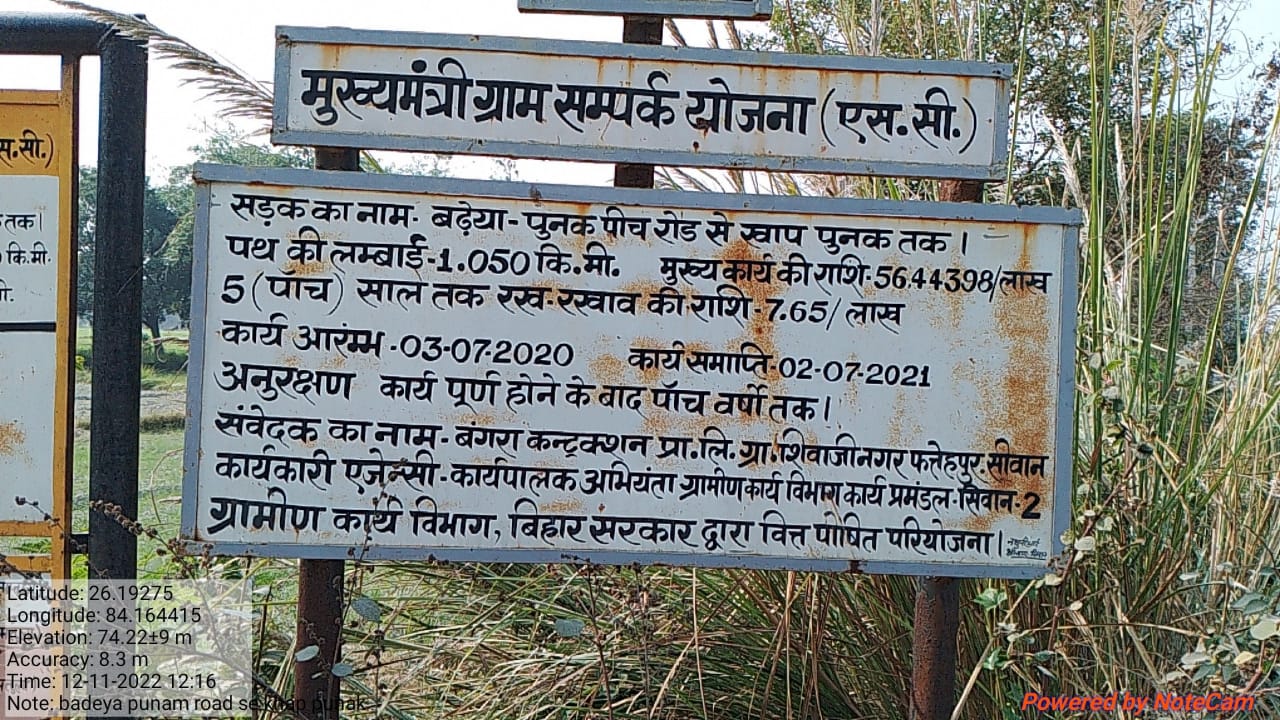 मुख्यमंत्री ग्राम सम्पर्क योजना (एस.सी.)
सड़क का नाम- बढ़ेया- पुनक पीच रोड से खाप पुनक तक।
पथ की लम्बाई-1.050 कि.मी. मुख्य कार्य की राशि-5644398/लाख
5 (पाँच) साल तक रख-रखाव की राशि-7.65/ लाख
कार्य आरंम्भ-03-07-2020 कार्य समाप्ति-02-07-2021
अनुरक्षण कार्य पूर्ण होने के बाद पाँच वर्षो तक।
संवेदक का नाम- बंगरा कन्ट्रक्शन प्रा.लि. ग्रा.शिवाजीनगर फत्तेहपुर.सीवान
कार्यकारी एजेन्सी-कार्यपालक अभियंता ग्रामीण कार्य विभाग कार्य प्रमंडल-सिवान-2
ग्रामीण कार्य विभाग, बिहार सरकार द्वारा वित्त पोषित परियोजना।
स.सी.)
तक।
कि.मी.
Latitude: 26.19275
Longitude: 84.164415
Elevation: 74.22±9 m
Accuracy: 8.3 m
Time: 12-11-2022 12:16
Note: badeya punam road se khap punak
Powered by NoteCam